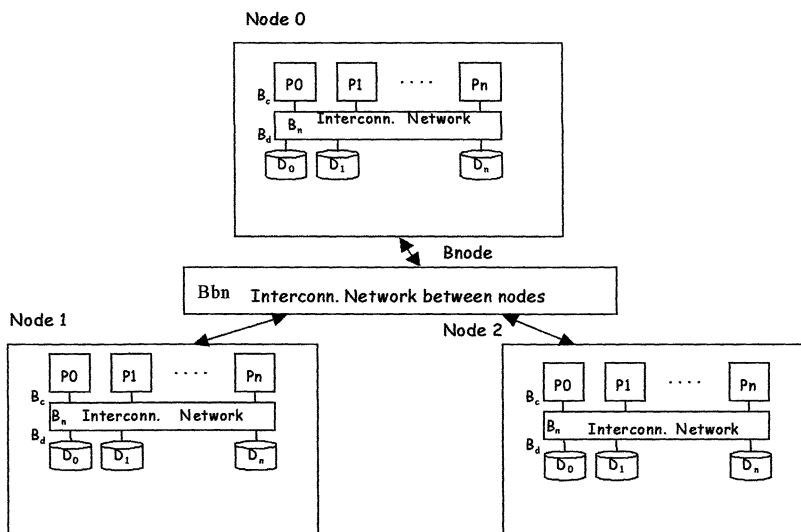 Node 0
P0 P1 .... Pn
Bc
Bn Interconn. Network
Bd
D0 D1 Dn
Bnode
Bbn Interconn. Network between nodes
Node 1
P0 P1 .... Pn
Bc
Bn Interconn. Network
Bd
D0 D1 Dn
Node 2
P0 P1 .... Pn
Bc
Bn Interconn. Network
Bd
D0 D1 Dn